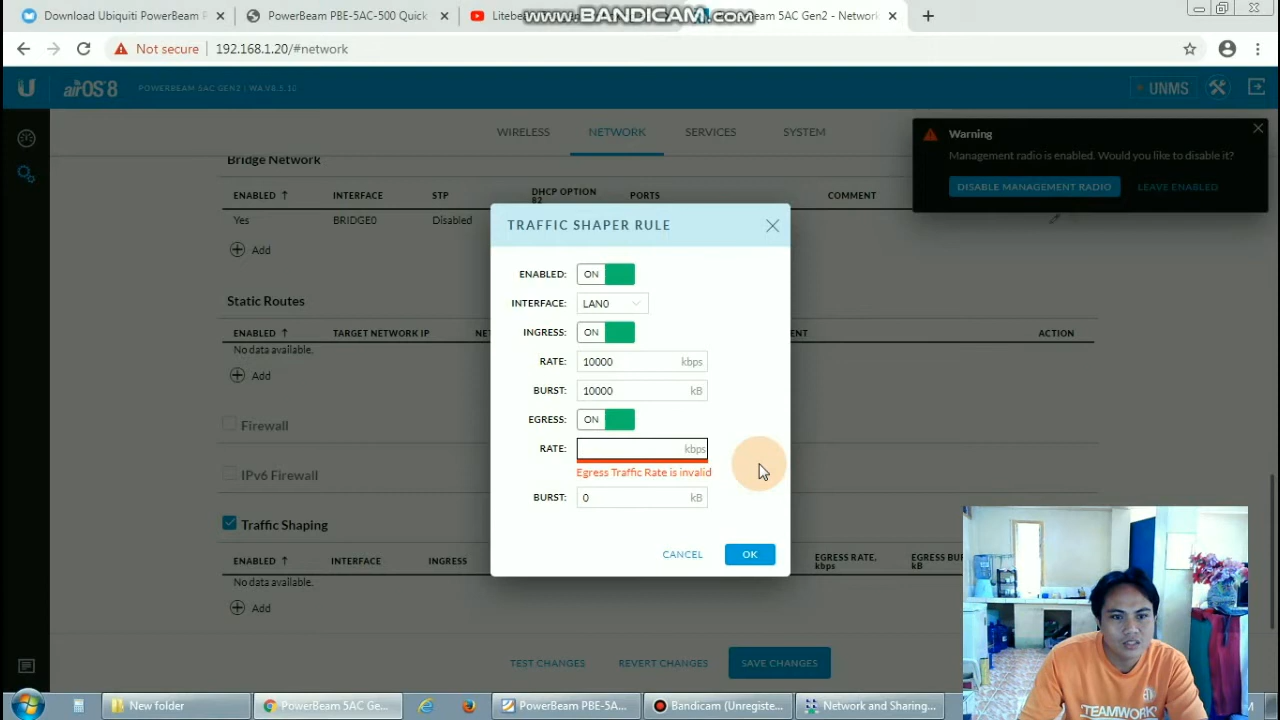 Download Ubiquiti PowerBeam P
PowerBeam PBE-5AC-500 Quick
Litebe
www.BANDICAM.com
Beam 5AC Gen2 - Network
Not secure
192.168.1.20/#network
airOS 8
POWERBEAM 5AC GEN2 | WA.V8.5.10
UNMS
WIRELESS
NETWORK
SERVICES
SYSTEM
Warning
Management radio is enabled. Would you like to disable it?
DISABLE MANAGEMENT RADIO
LEAVE ENABLED
Bridge Network
ENABLED ↑
INTERFACE
STP
DHCP OPTION
82
PORTS
COMMENT
Yes
BRIDGE0
Disabled
Add
TRAFFIC SHAPER RULE
ENABLED:
ON
INTERFACE:
LAN0
INGRESS:
ON
RATE:
10000
kbps
BURST:
10000
kB
EGRESS:
ON
RATE:
kbps
Egress Traffic Rate is invalid
BURST:
0
kB
CANCEL
OK
Static Routes
ENABLED ↑
TARGET NETWORK IP
NE
ENT
ACTION
No data available.
Add
Firewall
IPv6 Firewall
Traffic Shaping
ENABLED ↑
INTERFACE
INGRESS
EGRESS RATE,
kbps
EGRESS BU
kB
No data available.
Add
TEST CHANGES
REVERT CHANGES
SAVE CHANGES
TEAMWORK
New folder
PowerBeam 5AC Ge...
PowerBeam PBE-5A...
Bandicam (Unregiste...
Network and Sharing...
M